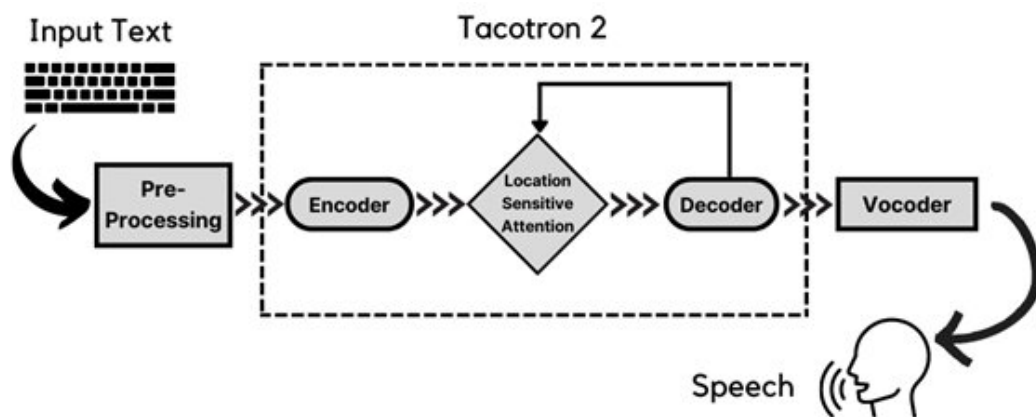 Input Text
Tacotron 2
Pre-
Processing
Encoder
Location
Sensitive
Attention
Decoder
Vocoder
Speech